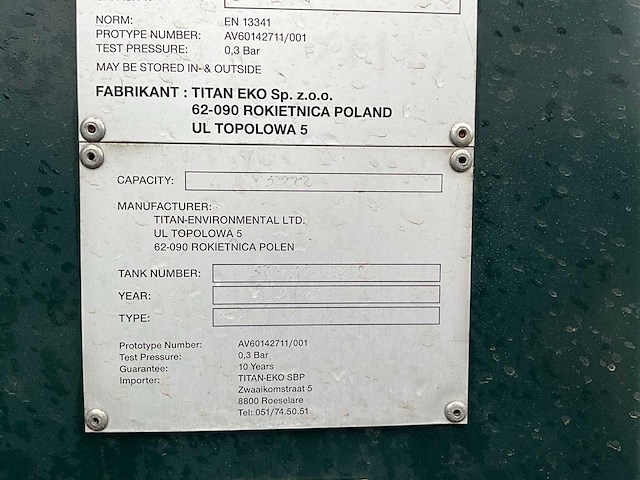 NORM: EN 13341
PROTYPE NUMBER: AV60142711/001
TEST PRESSURE: 0,3 Bar
MAY BE STORED IN- & OUTSIDE
FABRIKANT : TITAN EKO Sp. z.o.o.
62-090 ROKIETNICA POLAND
UL TOPOLOWA 5
CAPACITY:
MANUFACTURER:
TITAN-ENVIRONMENTAL LTD.
UL TOPOLOWA 5
62-090 ROKIETNICA POLEN
TANK NUMBER:
YEAR:
TYPE:
Prototype Number: AV60142711/001
Test Pressure: 0,3 Bar
Guarantee: 10 Years
Importer: TITAN-EKO SBP
Zwaaikomstraat 5
8800 Roeselare
Tel: 051/74.50.51